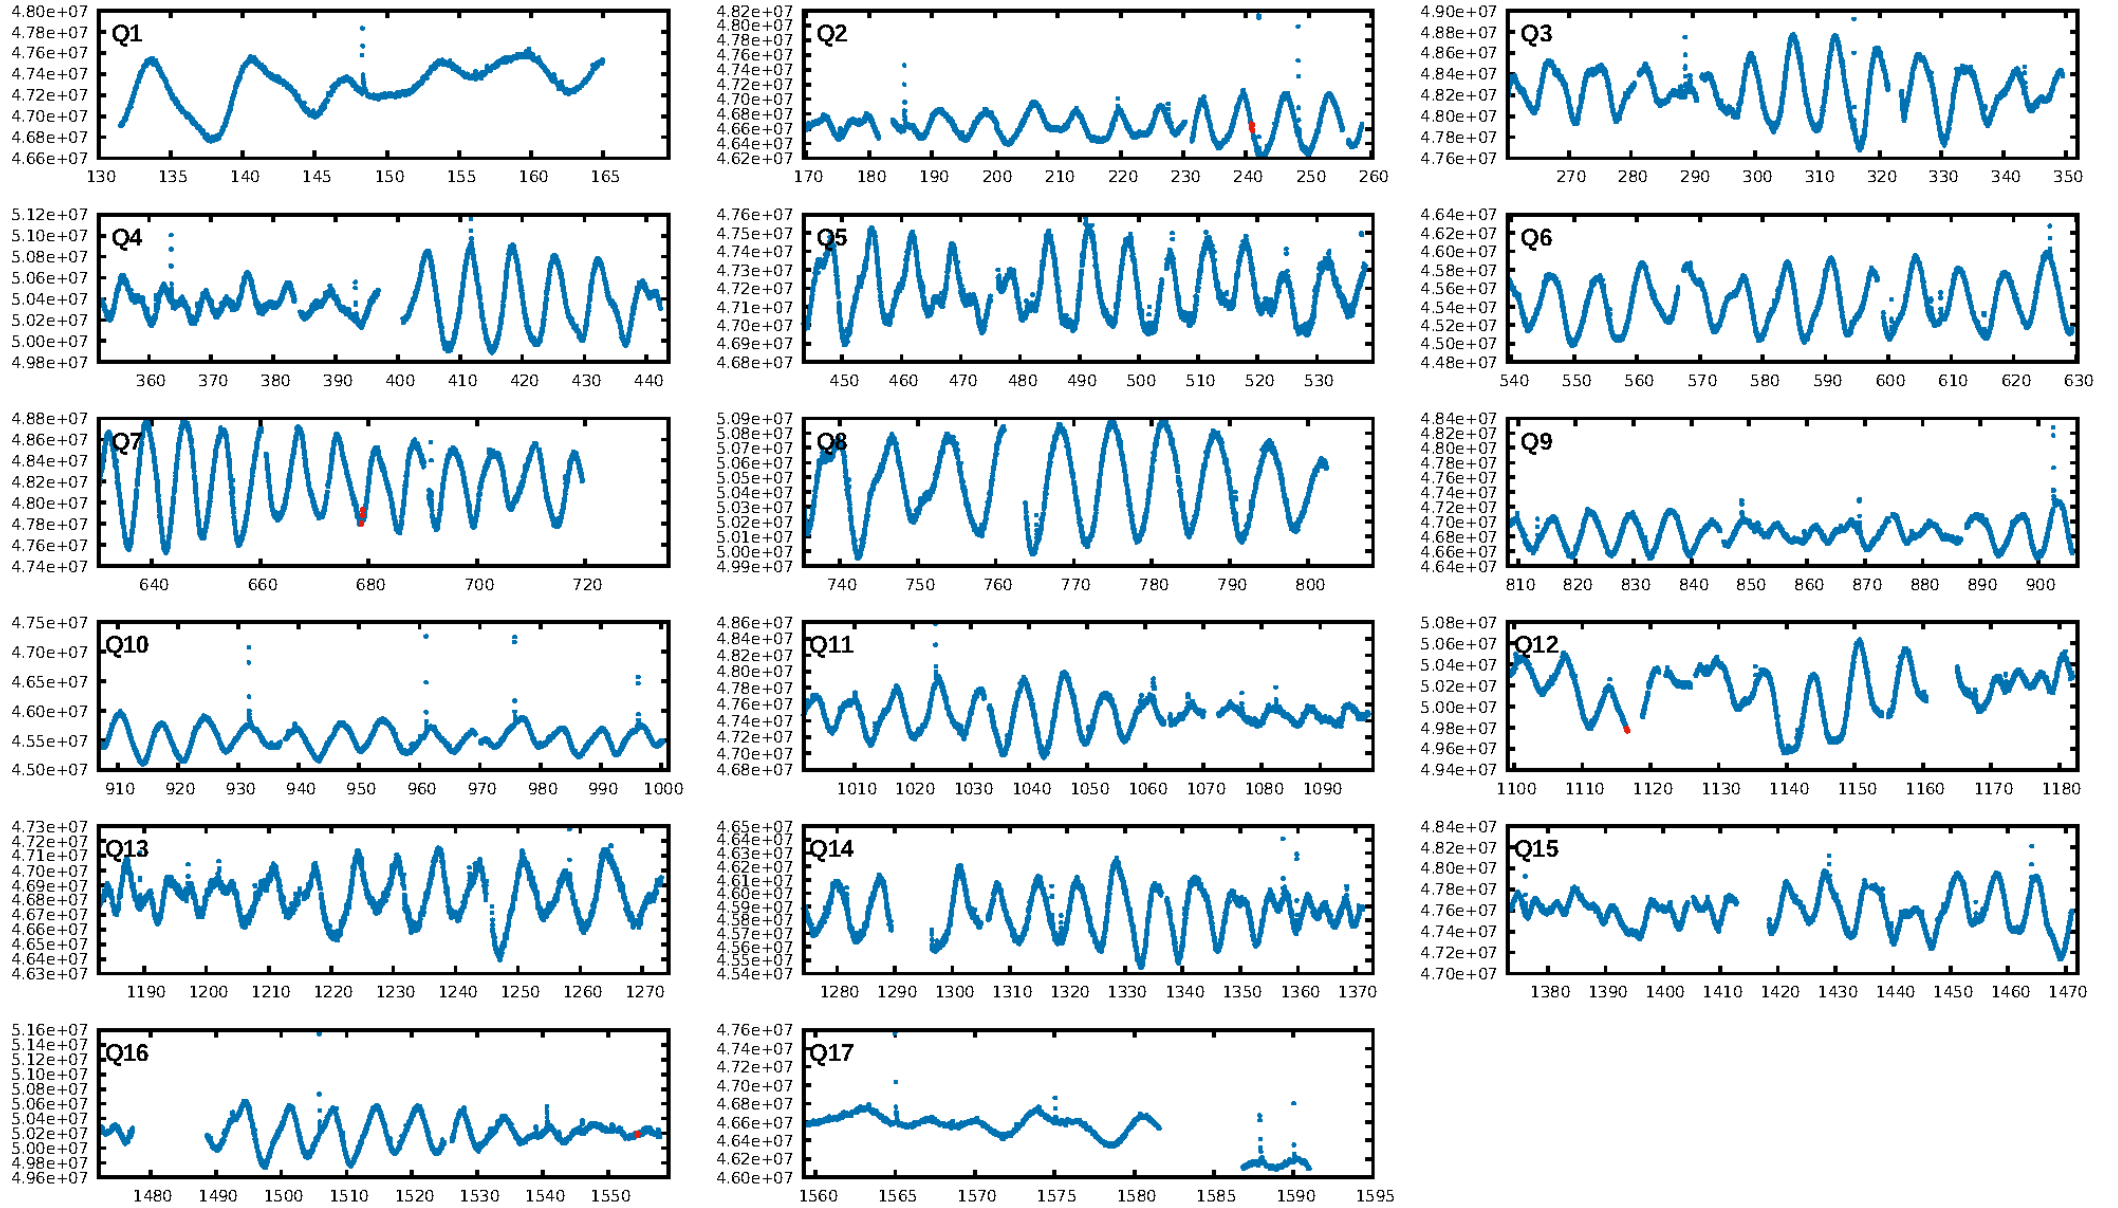 4.80e+07
4.78e+07
4.76e+07
4.74e+07
4.72e+07
4.70e+07
4.68e+07
4.66e+07
Q1
130 135 140 145 150 155 160 165
4.82e+07
4.80e+07
4.78e+07
4.76e+07
4.74e+07
4.72e+07
4.70e+07
4.68e+07
4.66e+07
4.64e+07
4.62e+07
Q2
170 180 190 200 210 220 230 240 250 260
4.90e+07
4.88e+07
4.86e+07
4.84e+07
4.82e+07
4.80e+07
4.78e+07
4.76e+07
Q3
270 280 290 300 310 320 330 340 350
5.12e+07
5.10e+07
5.08e+07
5.06e+07
5.04e+07
5.02e+07
5.00e+07
4.98e+07
Q4
360 370 380 390 400 410 420 430 440
4.76e+07
4.75e+07
4.74e+07
4.73e+07
4.72e+07
4.71e+07
4.70e+07
4.69e+07
4.68e+07
Q5
450 460 470 480 490 500 510 520 530
4.64e+07
4.62e+07
4.60e+07
4.58e+07
4.56e+07
4.54e+07
4.52e+07
4.50e+07
4.48e+07
Q6
540 550 560 570 580 590 600 610 620 630
4.88e+07
4.86e+07
4.84e+07
4.82e+07
4.80e+07
4.78e+07
4.76e+07
4.74e+07
Q7
640 660 680 700 720
5.09e+07
5.08e+07
5.07e+07
5.06e+07
5.05e+07
5.04e+07
5.03e+07
5.02e+07
5.01e+07
5.00e+07
4.99e+07
Q8
740 750 760 770 780 790 800
4.84e+07
4.82e+07
4.80e+07
4.78e+07
4.76e+07
4.74e+07
4.72e+07
4.70e+07
4.68e+07
4.66e+07
4.64e+07
Q9
810 820 830 840 850 860 870 880 890 900
4.75e+07
4.70e+07
4.65e+07
4.60e+07
4.55e+07
4.50e+07
Q10
910 920 930 940 950 960 970 980 990 1000
4.86e+07
4.84e+07
4.82e+07
4.80e+07
4.78e+07
4.76e+07
4.74e+07
4.72e+07
4.70e+07
4.68e+07
Q11
1010 1020 1030 1040 1050 1060 1070 1080 1090
5.08e+07
5.06e+07
5.04e+07
5.02e+07
5.00e+07
4.98e+07
4.96e+07
4.94e+07
Q12
1100 1110 1120 1130 1140 1150 1160 1170 1180
4.73e+07
4.72e+07
4.71e+07
4.70e+07
4.69e+07
4.68e+07
4.67e+07
4.66e+07
4.65e+07
4.64e+07
4.63e+07
Q13
1190 1200 1210 1220 1230 1240 1250 1260 1270
4.65e+07
4.64e+07
4.63e+07
4.62e+07
4.61e+07
4.60e+07
4.59e+07
4.58e+07
4.57e+07
4.56e+07
4.55e+07
4.54e+07
Q14
1280 1290 1300 1310 1320 1330 1340 1350 1360 1370
4.84e+07
4.82e+07
4.80e+07
4.78e+07
4.76e+07
4.74e+07
4.72e+07
4.70e+07
Q15
1380 1390 1400 1410 1420 1430 1440 1450 1460 1470
5.16e+07
5.14e+07
5.12e+07
5.10e+07
5.08e+07
5.06e+07
5.04e+07
5.02e+07
5.00e+07
4.98e+07
4.96e+07
Q16
1480 1490 1500 1510 1520 1530 1540 1550
4.76e+07
4.74e+07
4.72e+07
4.70e+07
4.68e+07
4.66e+07
4.64e+07
4.62e+07
4.60e+07
Q17
1560 1565 1570 1575 1580 1585 1590 1595